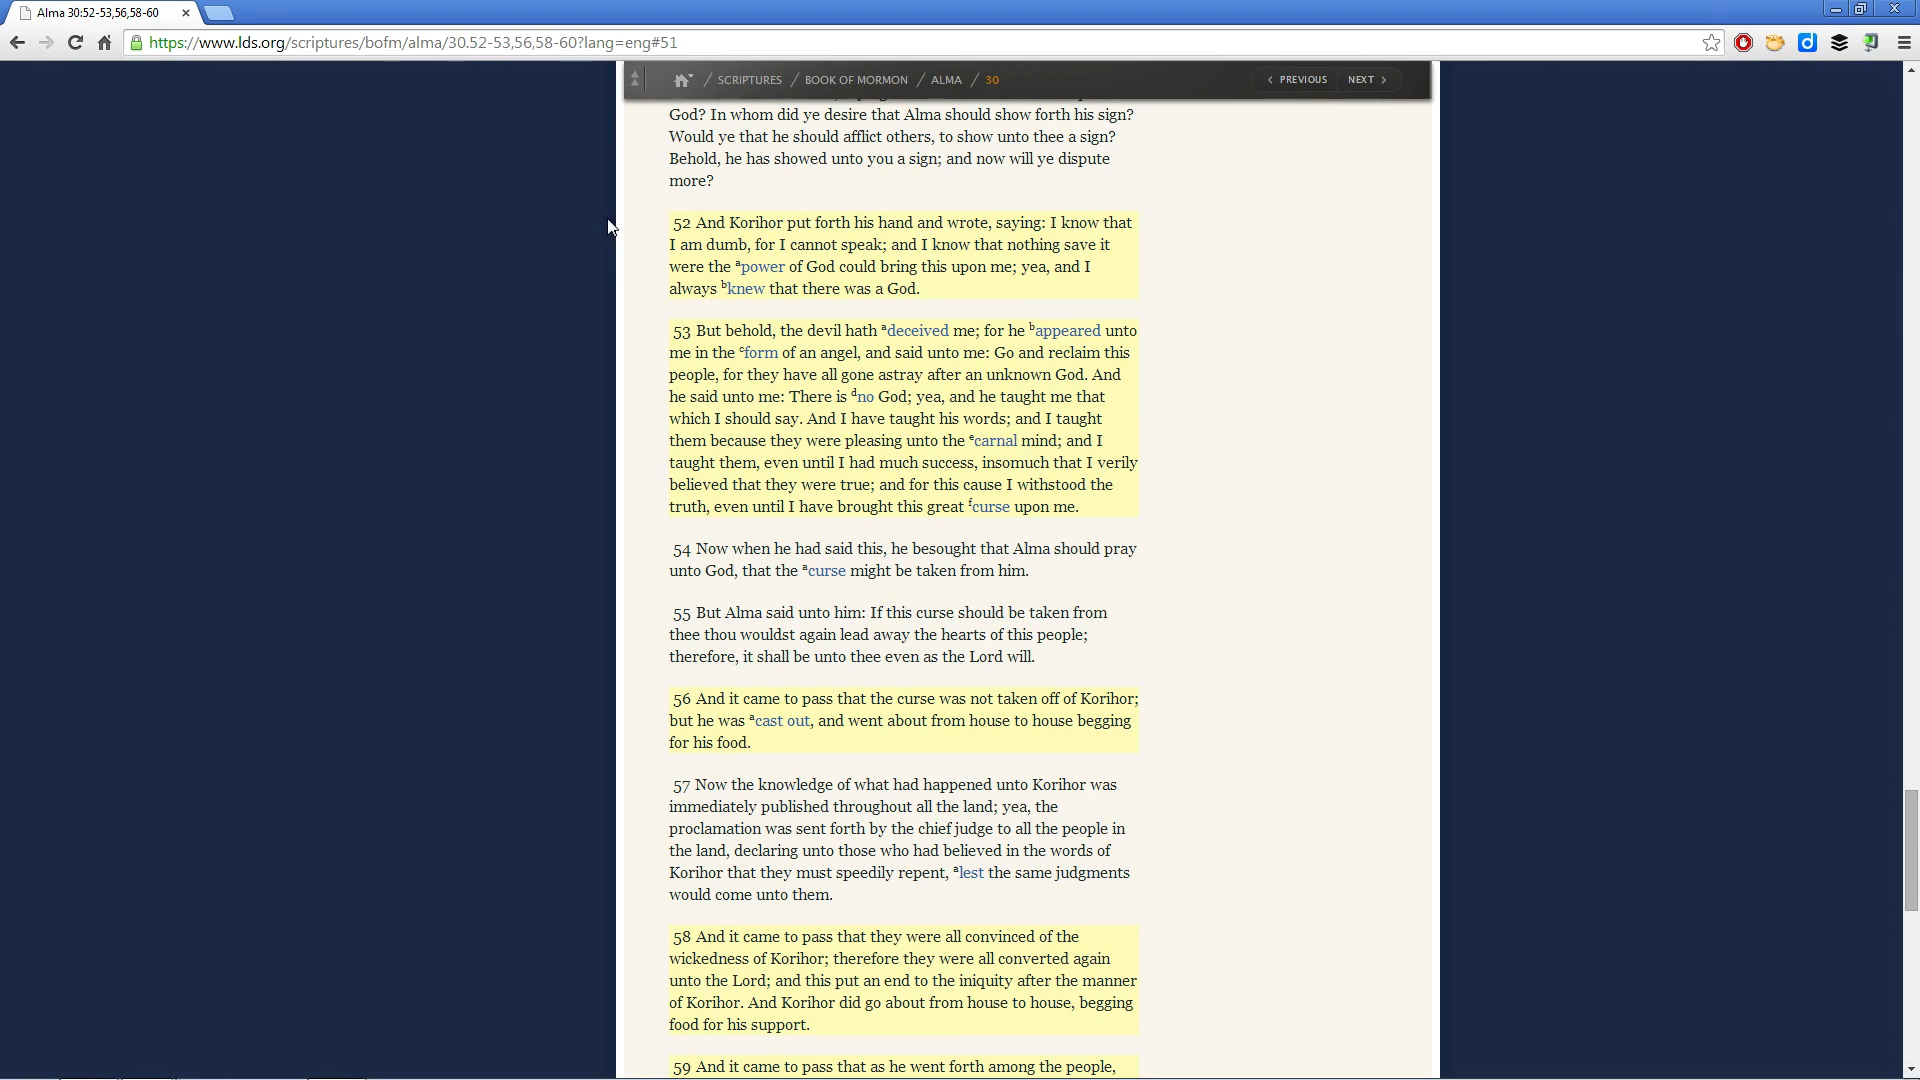 Alma 30:52-53,56,58-60
https://www.lds.org/scriptures/bofm/alma/30.52-53,56,58-60?lang=eng#51
/ SCRIPTURES / BOOK OF MORMON / ALMA / 30
PREVIOUS NEXT
God? In whom did ye desire that Alma should show forth his sign?
Would ye that he should afflict others, to show unto thee a sign?
Behold, he has showed unto you a sign; and now will ye dispute
more?
52 And Korihor put forth his hand and wrote, saying: I know that
I am dumb, for I cannot speak; and I know that nothing save it
were the a power of God could bring this upon me; yea, and I
always b knew that there was a God.
53 But behold, the devil hath a deceived me; for he b appeared unto
me in the c form of an angel, and said unto me: Go and reclaim this
people, for they have all gone astray after an unknown God. And
he said unto me: There is d no God; yea, and he taught me that
which I should say. And I have taught his words; and I taught
them because they were pleasing unto the e carnal mind; and I
taught them, even until I had much success, insomuch that I verily
believed that they were true; and for this cause I withstood the
truth, even until I have brought this great f curse upon me.
54 Now when he had said this, he besought that Alma should pray
unto God, that the a curse might be taken from him.
55 But Alma said unto him: If this curse should be taken from
thee thou wouldst again lead away the hearts of this people;
therefore, it shall be unto thee even as the Lord will.
56 And it came to pass that the curse was not taken off of Korihor;
but he was a cast out, and went about from house to house begging
for his food.
57 Now the knowledge of what had happened unto Korihor was
immediately published throughout all the land; yea, the
proclamation was sent forth by the chief judge to all the people in
the land, declaring unto those who had believed in the words of
Korihor that they must speedily repent, a lest the same judgments
would come unto them.
58 And it came to pass that they were all convinced of the
wickedness of Korihor; therefore they were all converted again
unto the Lord; and this put an end to the iniquity after the manner
of Korihor. And Korihor did go about from house to house, begging
food for his support.
59 And it came to pass that as he went forth among the people,